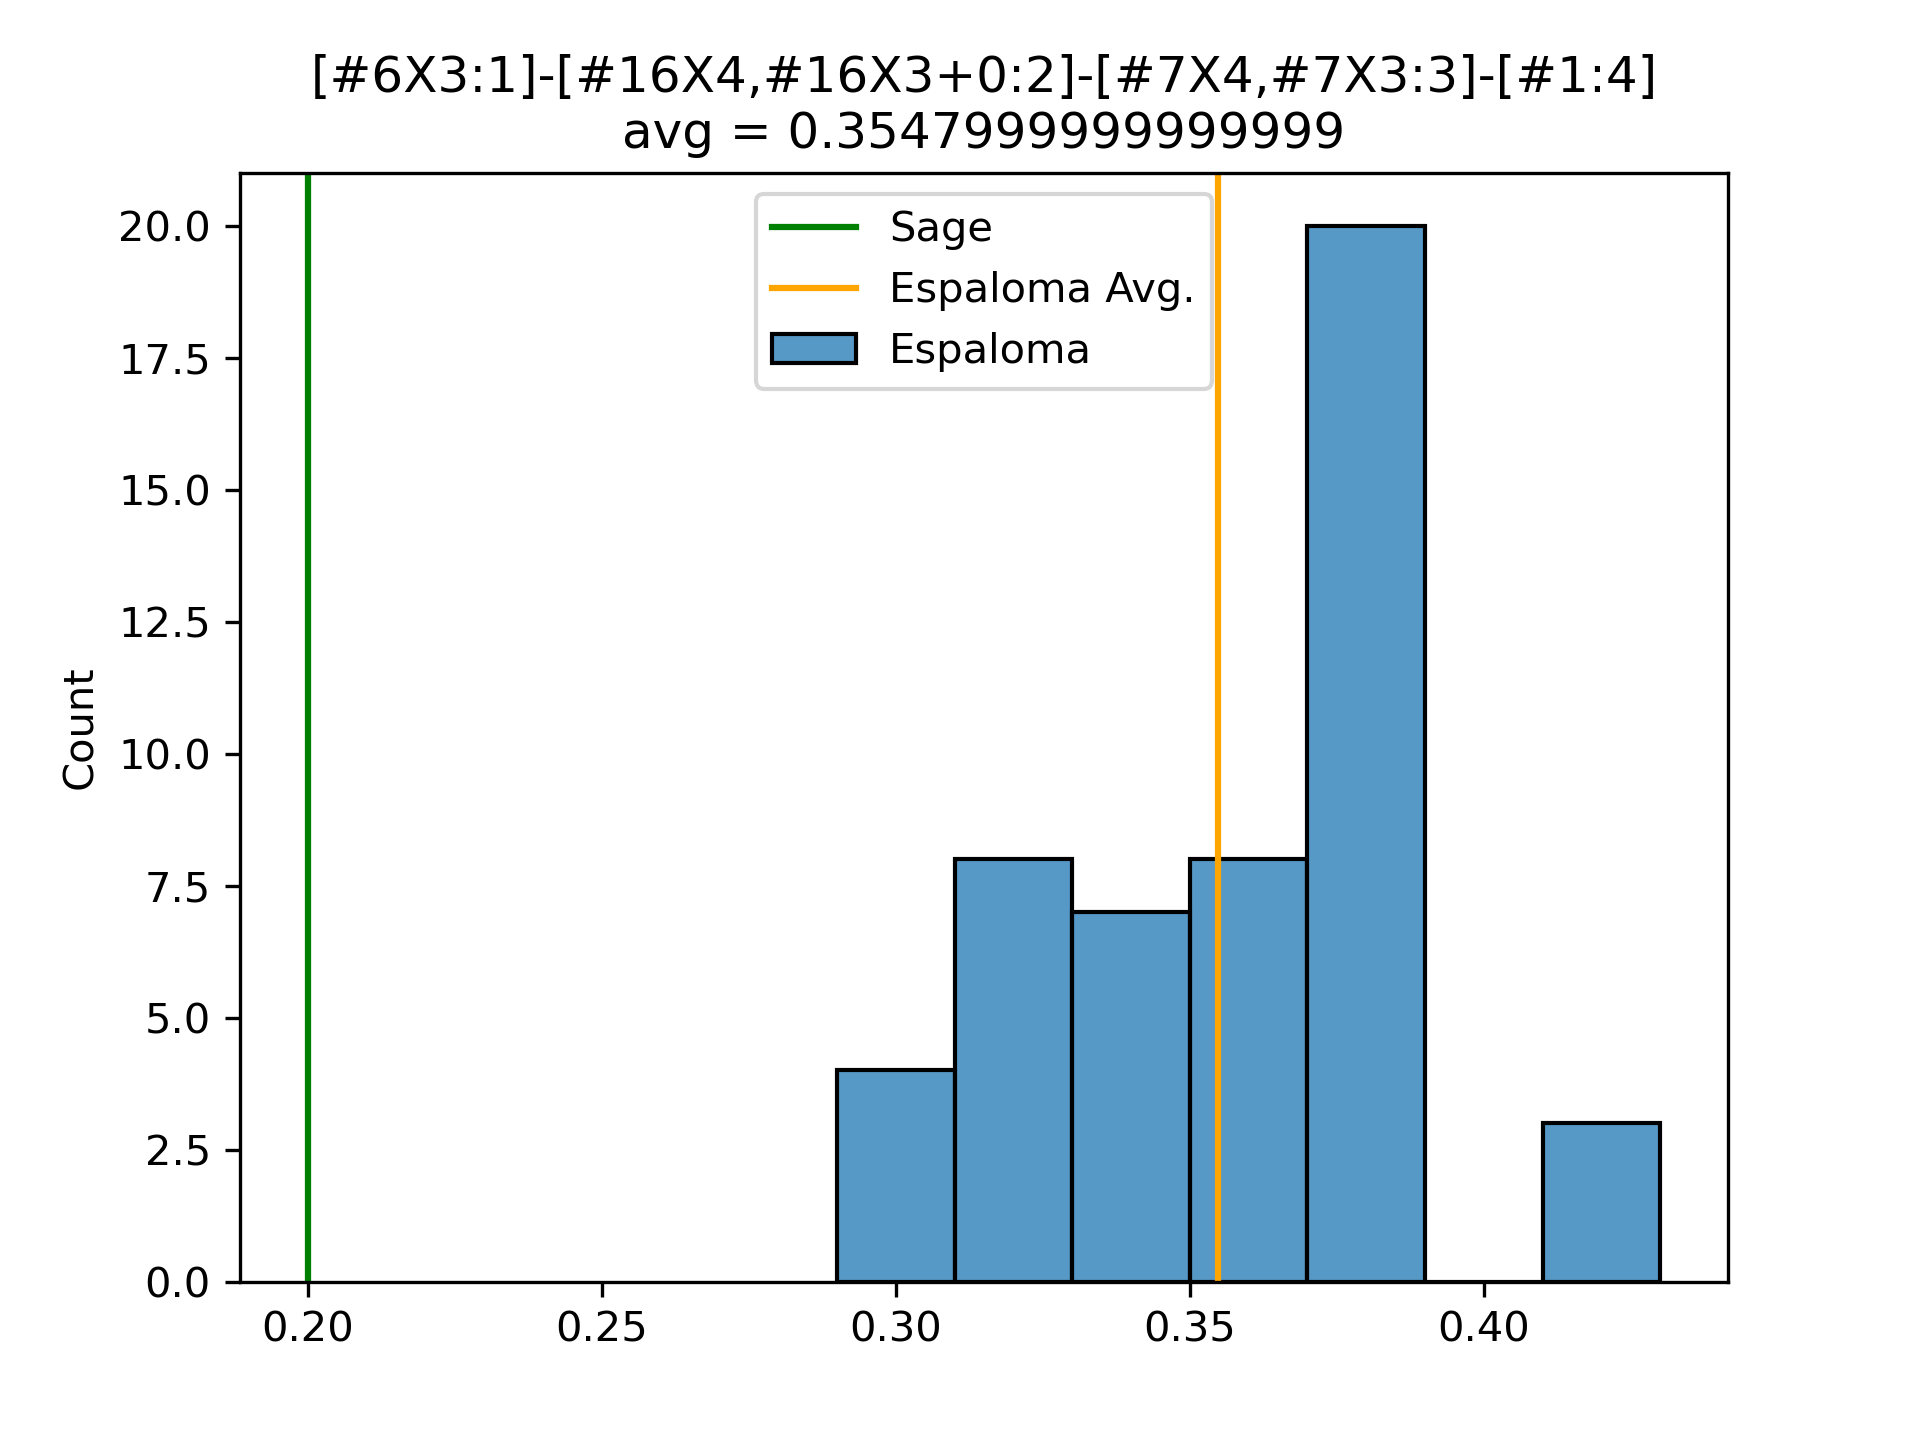 [#6X3:1]-[#16X4,#16X3+0:2]-[#7X4,#7X3:3]-[#1:4]
avg = 0.3547999999999999
Sage
Espaloma Avg.
Espaloma
Count
20.0
17.5
15.0
12.5
10.0
7.5
5.0
2.5
0.0
0.20 0.25 0.30 0.35 0.40